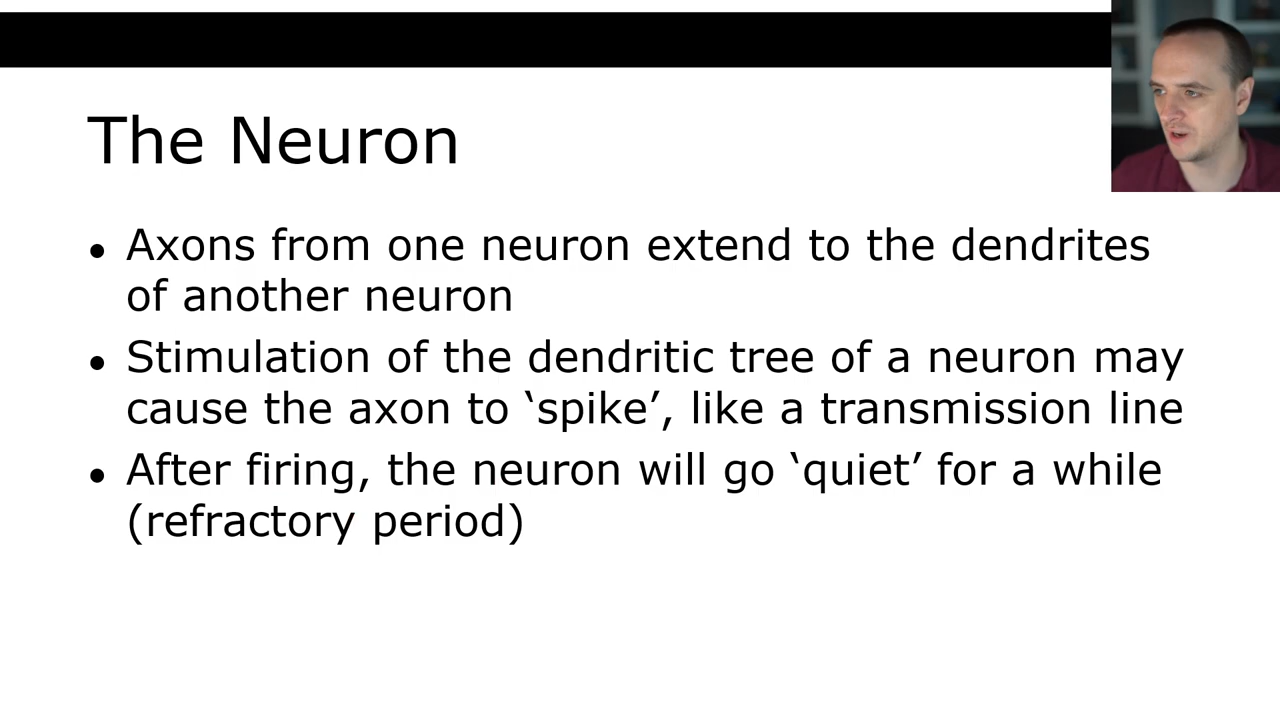 The Neuron
• Axons from one neuron extend to the dendrites
of another neuron
• Stimulation of the dendritic tree of a neuron may
cause the axon to ‘spike’, like a transmission line
• After firing, the neuron will go ‘quiet’ for a while
(refractory period)